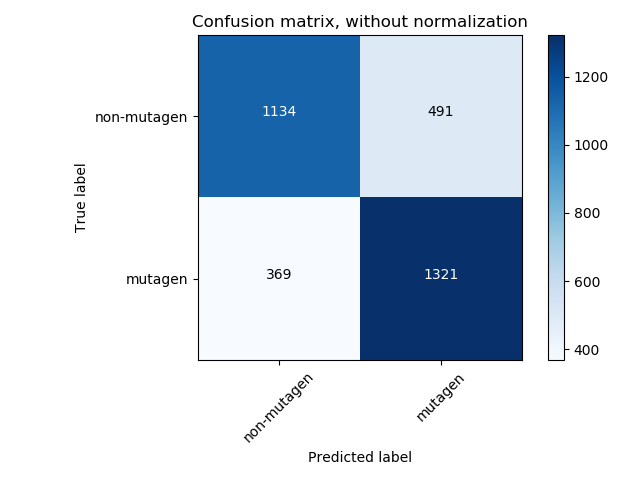 Confusion matrix, without normalization
True label
non-mutagen
1134
491
mutagen
369
1321
non-mutagen
mutagen
Predicted label
1200
1000
800
600
400